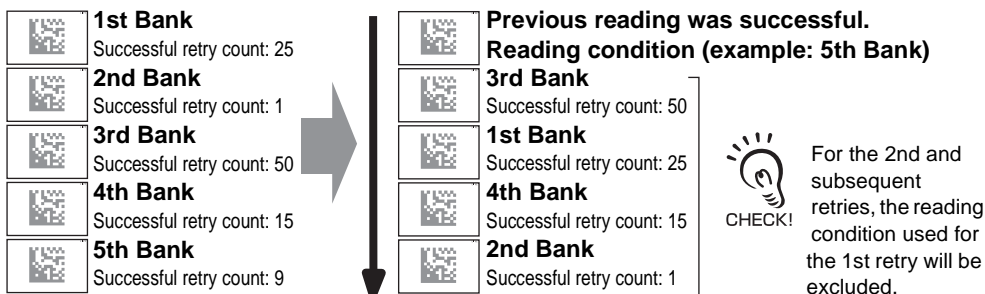 1st Bank
Successful retry count: 25
2nd Bank
Successful retry count: 1
3rd Bank
Successful retry count: 50
4th Bank
Successful retry count: 15
5th Bank
Successful retry count: 9
Previous reading was successful.
Reading condition (example: 5th Bank)
3rd Bank
Successful retry count: 50
1st Bank
Successful retry count: 25
4th Bank
Successful retry count: 15
2nd Bank
Successful retry count: 1
CHECK!
For the 2nd and
subsequent
retries, the reading
condition used for
the 1st retry will be
excluded.